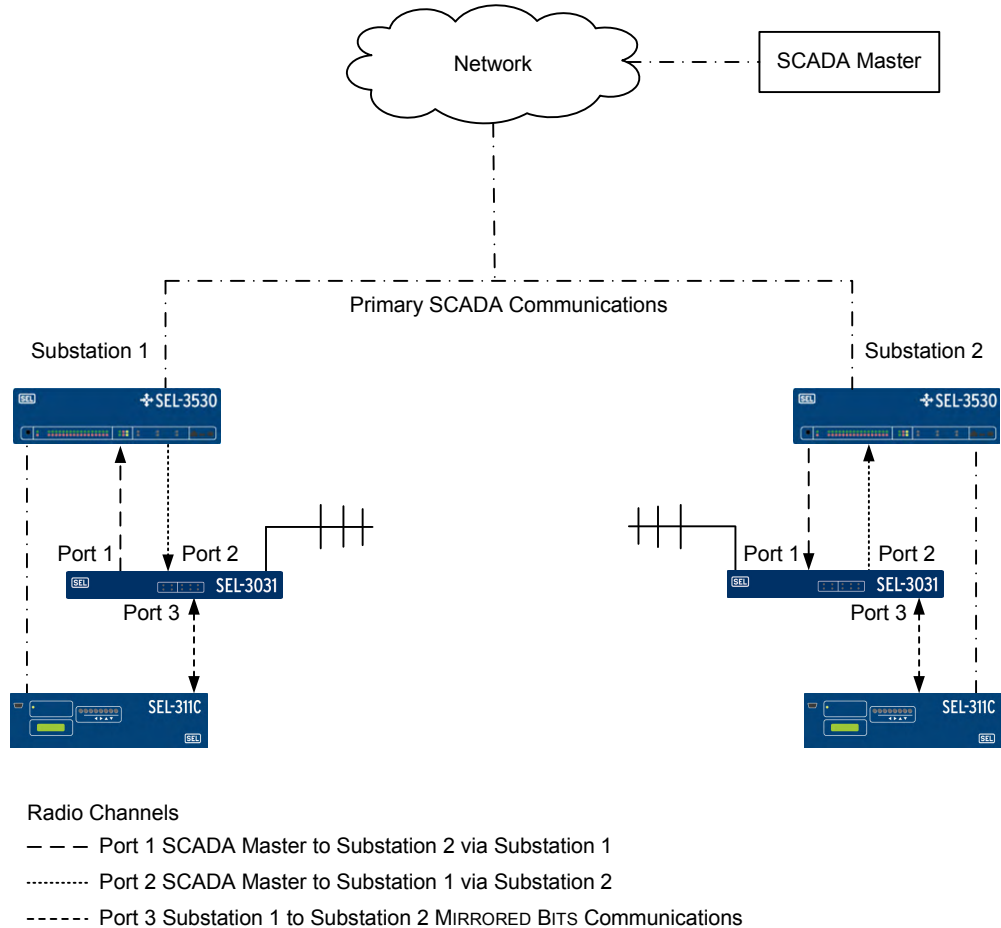 Network
SCADA Master
Primary SCADA Communications
Substation 1
Substation 2
SEL
SEL-3530
SEL
SEL-3530
Port 1
Port 2
Port 1
Port 2
SEL
SEL-3031
SEL
SEL-3031
Port 3
Port 3
SEL-311C
SEL
SEL-311C
SEL
Radio Channels
Port 1 SCADA Master to Substation 2 via Substation 1
Port 2 SCADA Master to Substation 1 via Substation 2
Port 3 Substation 1 to Substation 2 MIRRORED BITS Communications